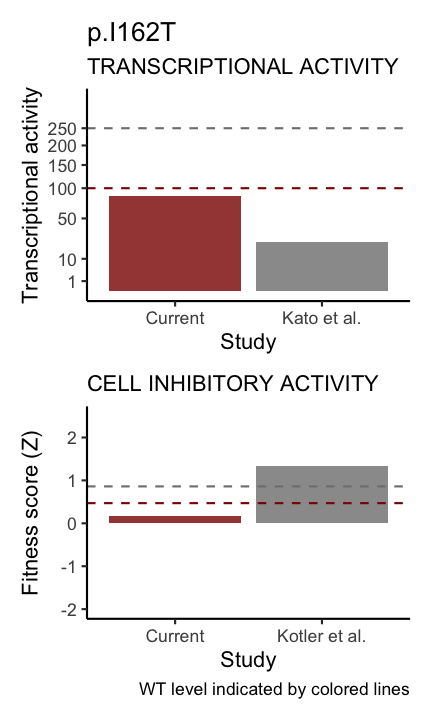 p.I162T
TRANSCRIPTIONAL ACTIVITY
Transcriptional activity
250
200
150
100
50
10
1
Current
Kato et al.
Study
CELL INHIBITORY ACTIVITY
Fitness score (Z)
2
1
0
-1
-2
Current
Kotler et al.
Study
WT level indicated by colored lines